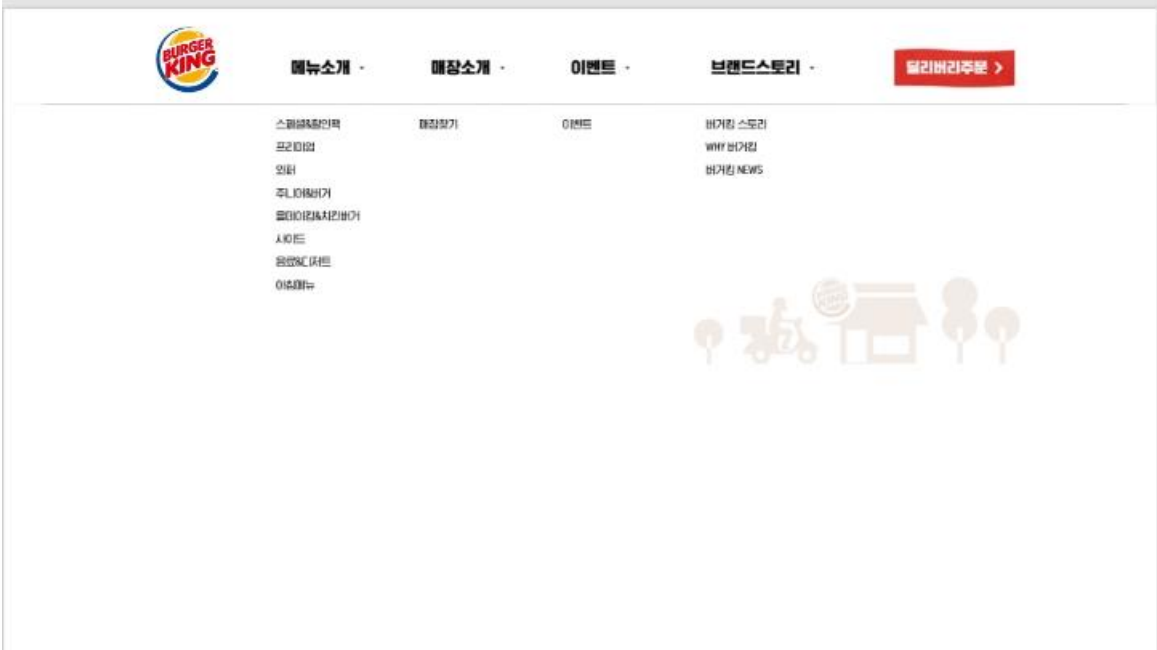 BURGER
KING
메뉴소개
매장소개
이벤트
브랜드스토리
딜리버리주문 >
스페셜&할인팩
프리미엄
와퍼
주니어&버거
올데이킹&치킨버거
사이드
음료&디저트
아침메뉴
매장찾기
이벤트
버거킹 스토리
WHY 버거킹
버거킹 NEWS